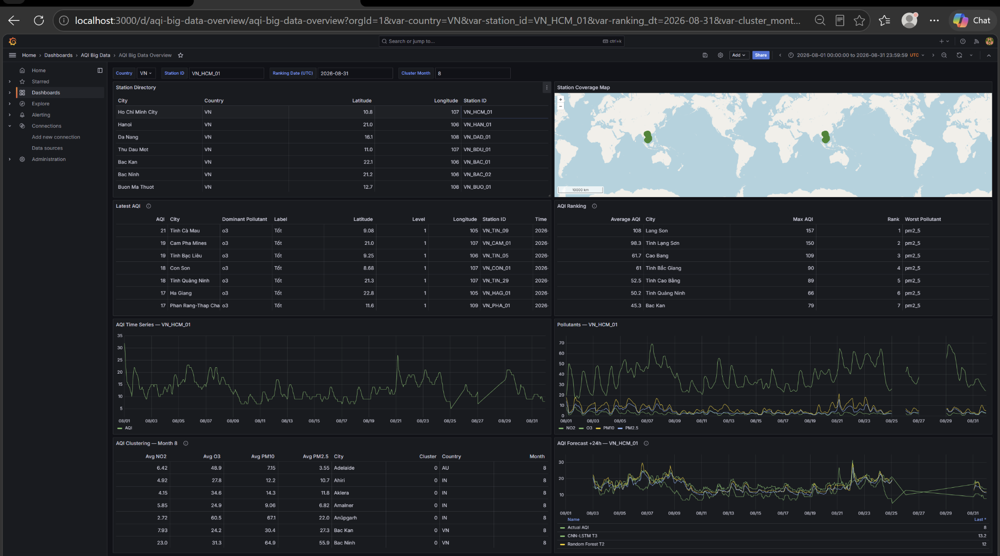 localhost:3000/d/aqi-big-data-overview/aqi-big-data-overview?orgId=1&var-country=VN&var-station_id=VN_HCM_01&var-ranking_dt=2026-08-31&var-cluster_mont...
Chat
Search or jump to... ctrl+k
Home › Dashboards › AQI Big Data › AQI Big Data Overview
Add Share 2026-08-01 00:00:00 to 2026-08-31 23:59:59 UTC
Home
Starred
Dashboards
Explore
Alerting
Connections
Add new connection
Data sources
Administration
Country VN Station ID VN_HCM_01 Ranking Date (UTC) 2026-08-31 Cluster Month 8
Station Directory
City Country Latitude Longitude Station ID
Ho Chi Minh City VN 10.8 107 VN_HCM_01
Hanoi VN 21.0 106 VN_HAN_01
Da Nang VN 16.1 108 VN_DAD_01
Thu Dau Mot VN 11.0 107 VN_BDU_01
Bac Kan VN 22.1 106 VN_BAC_01
Bac Ninh VN 21.2 106 VN_BAC_02
Buon Ma Thuot VN 12.7 108 VN_BUO_01
Station Coverage Map
+
−
10000 km
Latest AQI
AQI City Dominant Pollutant Label Latitude Level Longitude Station ID Time
21 Tỉnh Cà Mau o3 Tốt 9.08 1 105 VN_TIN_09 2026-
19 Cam Pha Mines o3 Tốt 21.0 1 107 VN_CAM_01 2026-
19 Tỉnh Bạc Liêu o3 Tốt 9.25 1 106 VN_TIN_05 2026-
18 Con Son o3 Tốt 8.68 1 107 VN_CON_01 2026-
18 Tỉnh Quảng Ninh o3 Tốt 21.3 1 107 VN_TIN_29 2026-
17 Ha Giang o3 Tốt 22.8 1 105 VN_HAG_01 2026-
17 Phan Rang-Thap Cha o3 Tốt 11.6 1 109 VN_PHA_01 2026-
AQI Ranking
Average AQI City Max AQI Rank Worst Pollutant
108 Lang Son 157 1 pm2_5
98.3 Tỉnh Lạng Sơn 150 2 pm2_5
61.7 Cao Bang 109 3 pm2_5
61 Tỉnh Bắc Giang 90 4 pm2_5
52.5 Tỉnh Cao Bằng 89 5 pm2_5
50.2 Tỉnh Quảng Ninh 66 6 pm2_5
45.3 Bac Kan 79 7 pm2_5
AQI Time Series — VN_HCM_01
35
30
25
20
15
10
5
08/01 08/03 08/05 08/07 08/09 08/11 08/13 08/15 08/17 08/19 08/21 08/23 08/25 08/27 08/29 08/31
AQI
Pollutants — VN_HCM_01
70
60
50
40
30
20
10
0
08/01 08/03 08/05 08/07 08/09 08/11 08/13 08/15 08/17 08/19 08/21 08/23 08/25 08/27 08/29 08/31
NO2 O3 PM10 PM2.5
AQI Clustering — Month 8
Avg NO2 Avg O3 Avg PM10 Avg PM2.5 City Cluster Country Month
6.42 48.9 7.15 3.55 Adelaide 0 AU 8
4.92 27.8 12.2 10.7 Ahiri 0 IN 8
4.15 34.6 14.3 11.8 Aklera 0 IN 8
5.85 24.9 9.06 6.82 Amalner 0 IN 8
2.72 60.5 67.1 22.0 Anūpgarh 0 IN 8
7.93 24.2 30.4 27.3 Bac Kan 0 VN 8
23.0 31.3 64.9 55.9 Bac Ninh 0 VN 8
AQI Forecast +24h — VN_HCM_01
30
20
10
08/01 08/03 08/05 08/07 08/09 08/11 08/13 08/15 08/17 08/19 08/21 08/23 08/25 08/27 08/29 08/31
Name Last *
Actual AQI 8
CNN-LSTM T3 13.2
Random Forest T2 12